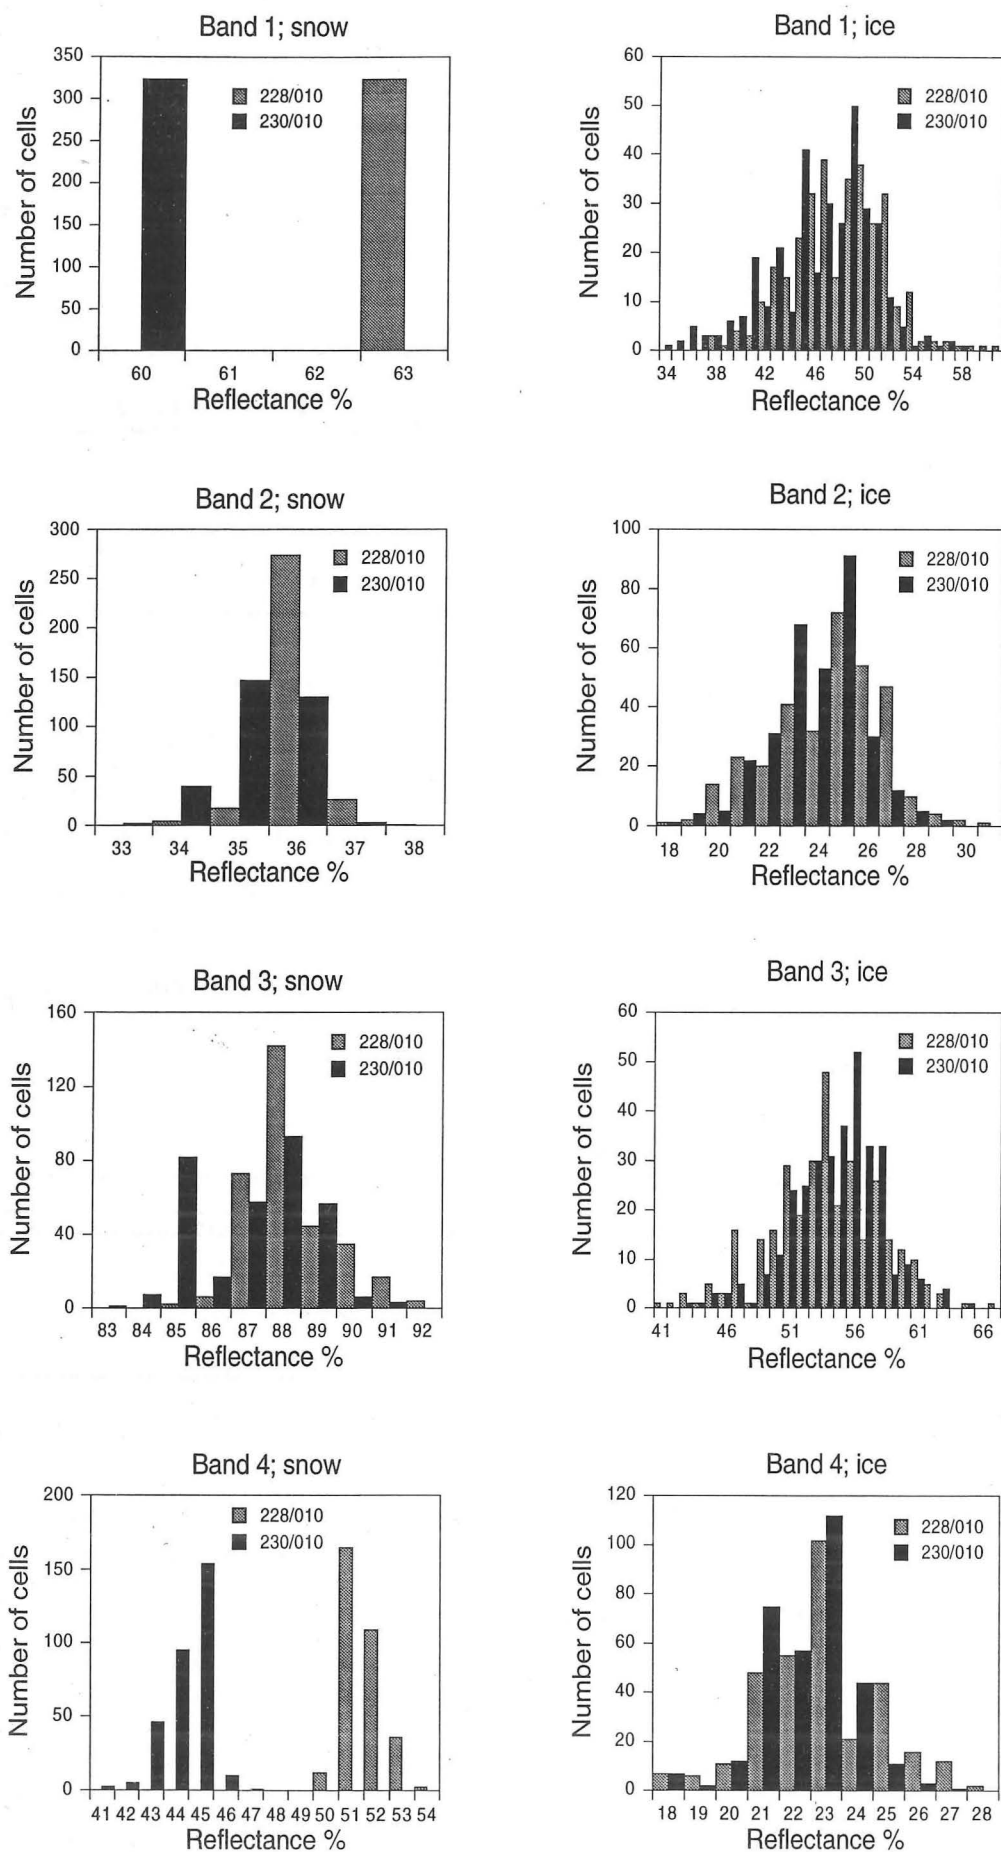 Band 1; snow
350
300
250
200
150
100
50
0
Number of cells
228/010
230/010
60 61 62 63
Reflectance %
Band 1; ice
60
50
40
30
20
10
0
Number of cells
228/010
230/010
34 38 42 46 50 54 58
Reflectance %
Band 2; snow
300
250
200
150
100
50
0
Number of cells
228/010
230/010
33 34 35 36 37 38
Reflectance %
Band 2; ice
100
80
60
40
20
0
Number of cells
228/010
230/010
18 20 22 24 26 28 30
Reflectance %
Band 3; snow
160
120
80
40
0
Number of cells
228/010
230/010
83 84 85 86 87 88 89 90 91 92
Reflectance %
Band 3; ice
60
50
40
30
20
10
0
Number of cells
228/010
230/010
41 46 51 56 61 66
Reflectance %
Band 4; snow
200
150
100
50
0
Number of cells
228/010
230/010
41 42 43 44 45 46 47 48 49 50 51 52 53 54
Reflectance %
Band 4; ice
120
100
80
60
40
20
0
Number of cells
228/010
230/010
18 19 20 21 22 23 24 25 26 27 28
Reflectance %